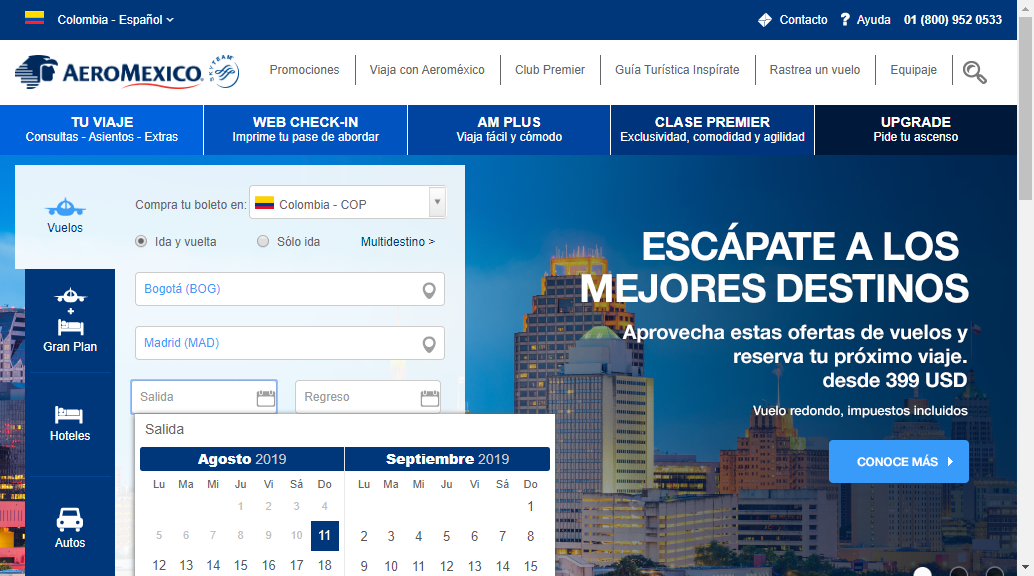 Colombia - Español
Contacto
? Ayuda
01 (800) 952 0533
AEROMEXICO.
SKYTEAM
Promociones
Viaja con Aeroméxico
Club Premier
Guía Turística Inspírate
Rastrea un vuelo
Equipaje
TU VIAJE
Consultas - Asientos - Extras
WEB CHECK-IN
Imprime tu pase de abordar
AM PLUS
Viaja fácil y cómodo
CLASE PREMIER
Exclusividad, comodidad y agilidad
UPGRADE
Pide tu ascenso
Vuelos
+
Gran Plan
Hoteles
Autos
Compra tu boleto en:
Colombia - COP
Ida y vuelta
Sólo ida
Multidestino >
Bogotá (BOG)
Madrid (MAD)
Salida
Regreso
Salida
Agosto 2019
Lu Ma Mi Ju Vi Sá Do
1 2 3 4
5 6 7 8 9 10 11
12 13 14 15 16 17 18
Septiembre 2019
Lu Ma Mi Ju Vi Sá Do
1
2 3 4 5 6 7 8
9 10 11 12 13 14 15
ESCÁPATE A LOS
MEJORES DESTINOS
Aprovecha estas ofertas de vuelos y
reserva tu próximo viaje.
desde 399 USD
Vuelo redondo, impuestos incluidos
CONOCE MÁS